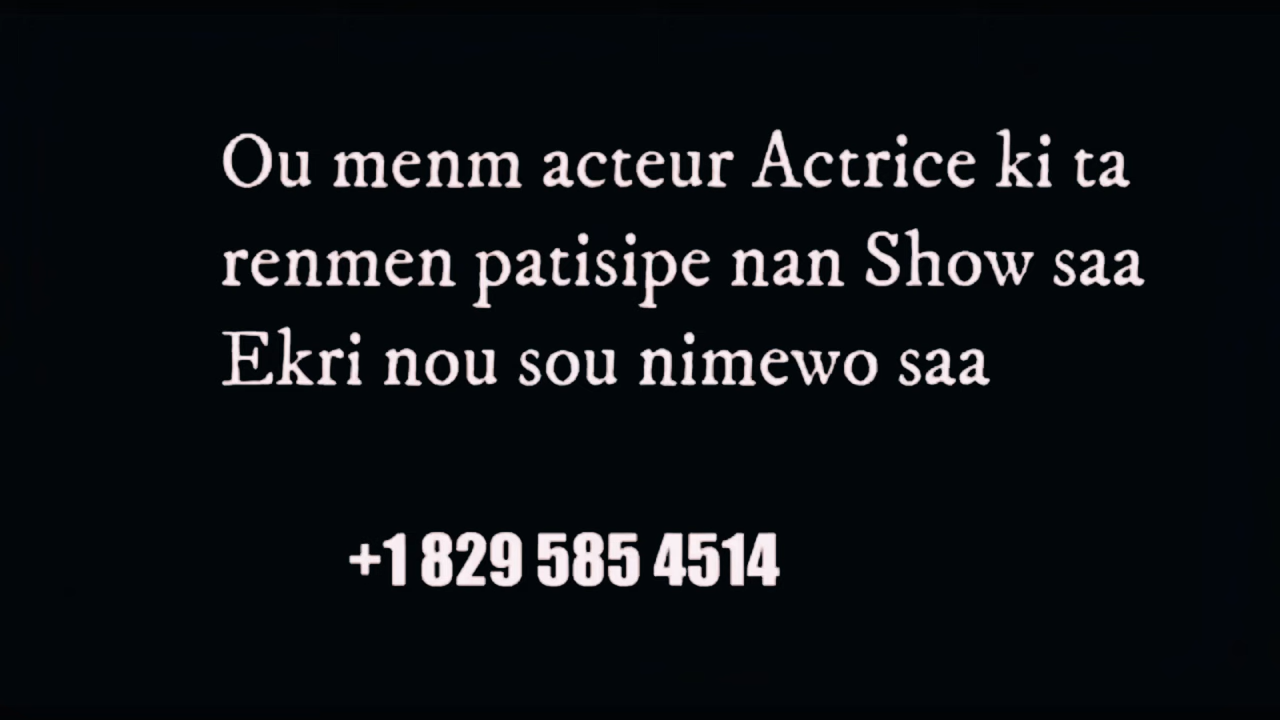 Ou menm acteur Actrice ki ta
renmen patisipe nan Show saa
Ekri nou sou nimewo saa
+1 829 585 4514